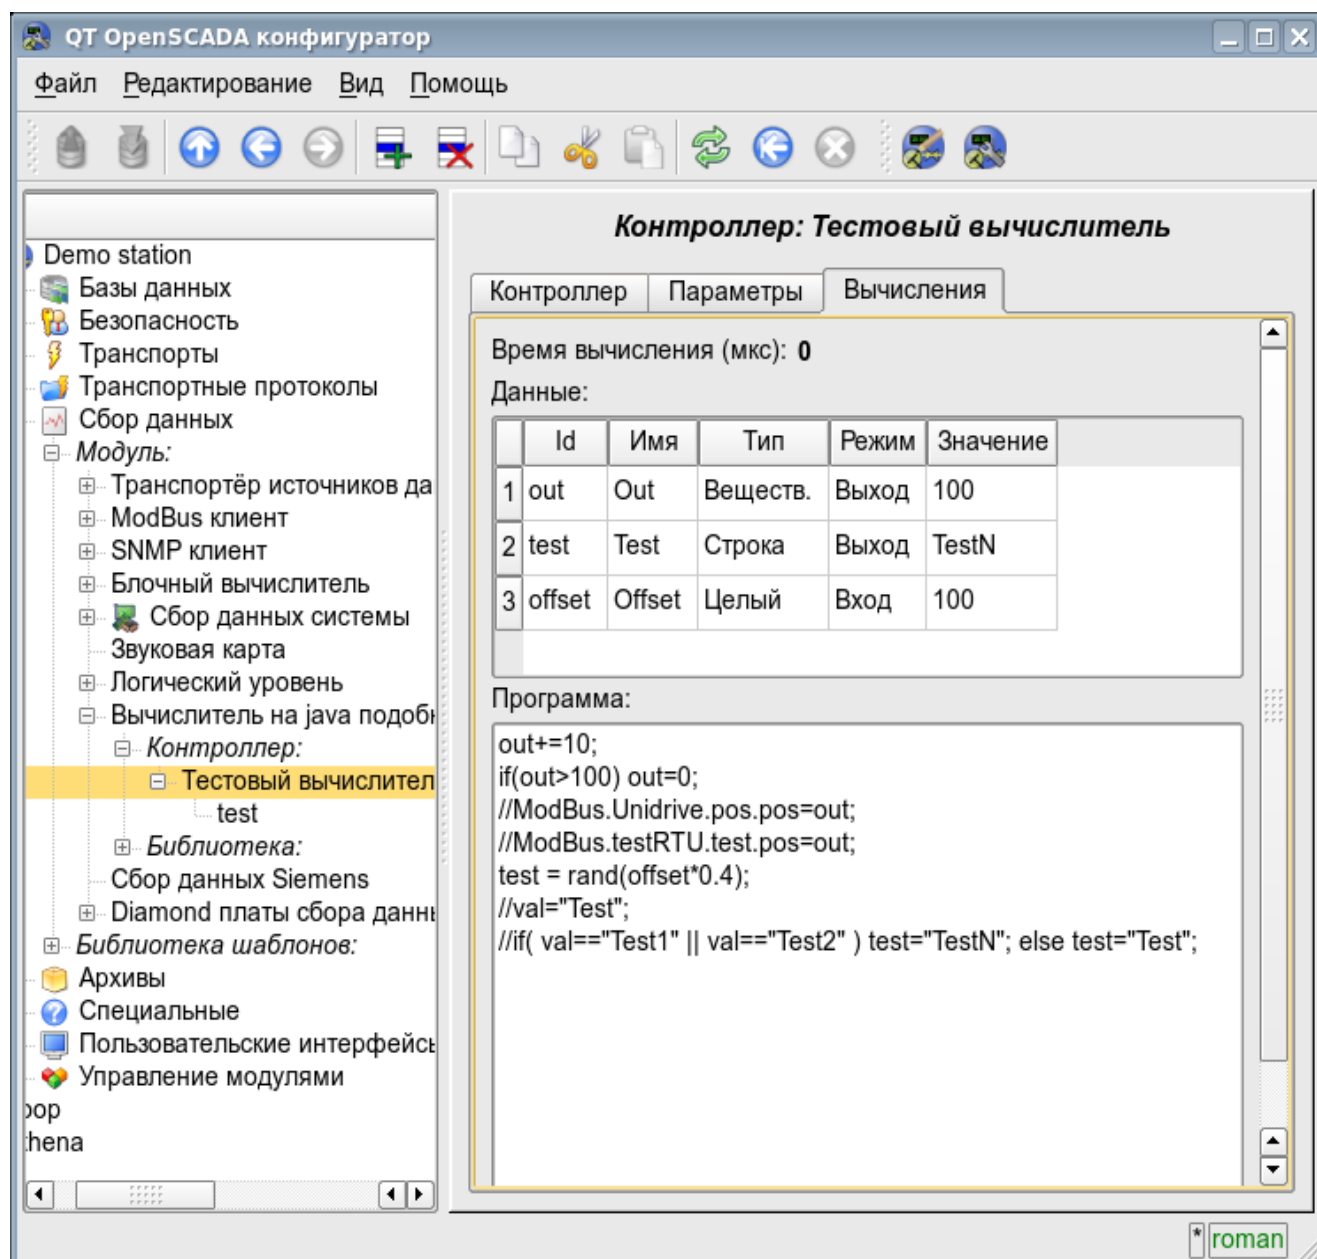 QT OpenSCADA конфигуратор
Файл Редактирование Вид Помощь
Demo station
Базы данных
Безопасность
Транспорты
Транспортные протоколы
Сбор данных
Модуль:
Транспортёр источников да
ModBus клиент
SNMP клиент
Блочный вычислитель
Сбор данных системы
Звуковая карта
Логический уровень
Вычислитель на java подобн
Контроллер:
Тестовый вычислител
test
Библиотека:
Сбор данных Siemens
Diamond платы сбора данн
Библиотека шаблонов:
Архивы
Специальные
Пользовательские интерфейс
Управление модулями
oop
thena
Контроллер: Тестовый вычислитель
Контроллер Параметры Вычисления
Время вычисления (мкс): 0
Данные:
Id Имя Тип Режим Значение
1 out Out Веществ. Выход 100
2 test Test Строка Выход TestN
3 offset Offset Целый Вход 100
Программа:
out+=10;
if(out>100) out=0;
//ModBus.Unidrive.pos.pos=out;
//ModBus.testRTU.test.pos=out;
test = rand(offset*0.4);
//val="Test";
//if( val=="Test1" || val=="Test2" ) test="TestN"; else test="Test";
* roman